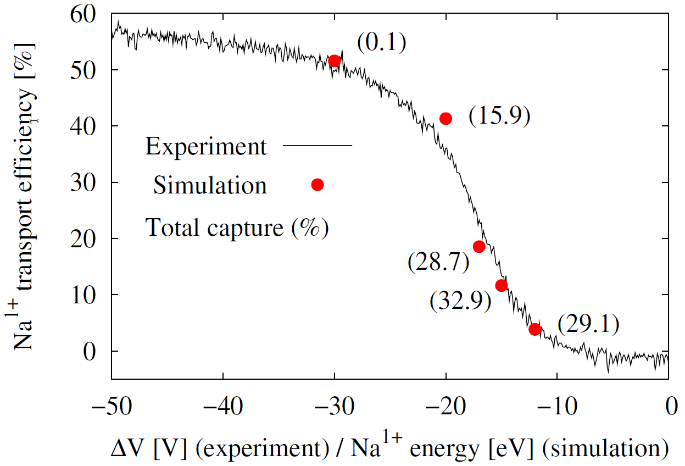 60
50
40
30
20
10
0
Na1+ transport efficiency [%]
(0.1)
(15.9)
Experiment
Simulation
Total capture (%)
(28.7)
(32.9)
(29.1)
−50 −40 −30 −20 −10 0
ΔV [V] (experiment) / Na1+ energy [eV] (simulation)